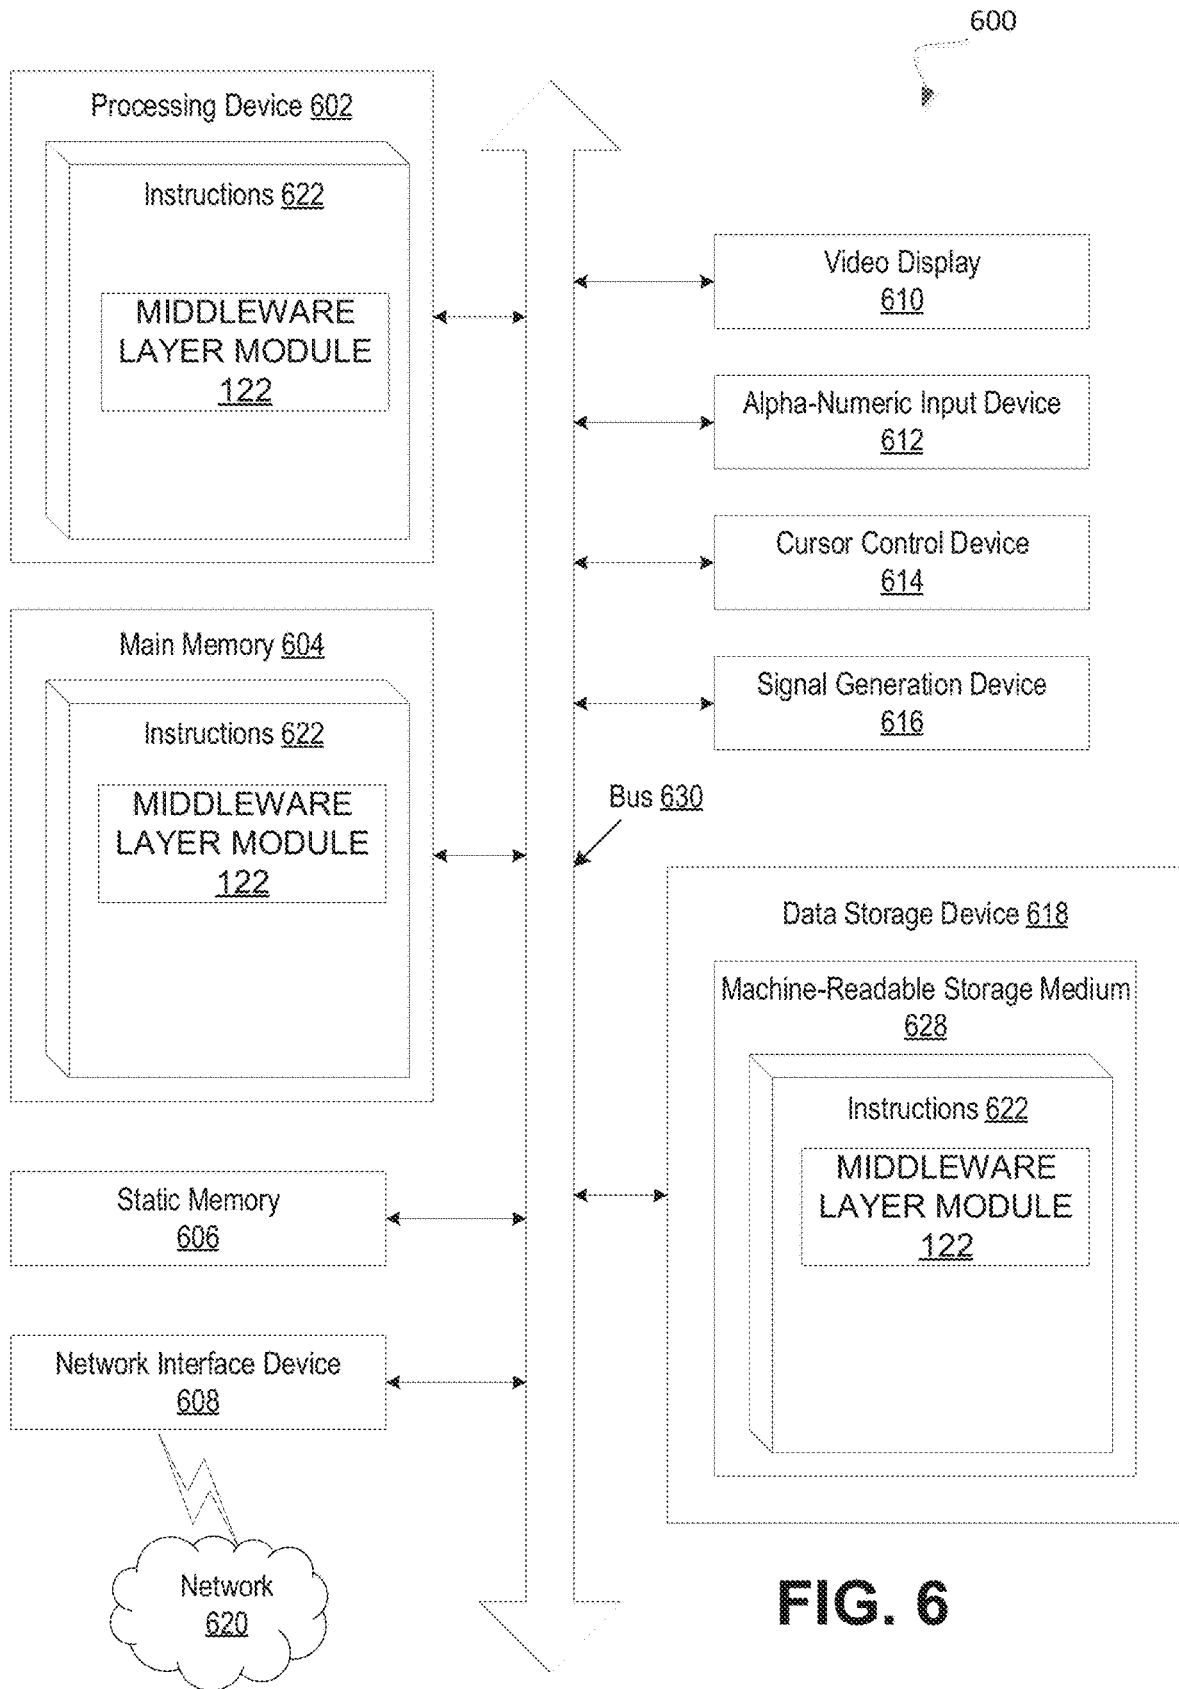 600
Processing Device 602
Instructions 622
MIDDLEWARE
LAYER MODULE
122
Video Display
610
Alpha-Numeric Input Device
612
Cursor Control Device
614
Main Memory 604
Instructions 622
MIDDLEWARE
LAYER MODULE
122
Signal Generation Device
616
Bus 630
Data Storage Device 618
Machine-Readable Storage Medium
628
Instructions 622
MIDDLEWARE
LAYER MODULE
122
Static Memory
606
Network Interface Device
608
Network
620
FIG. 6